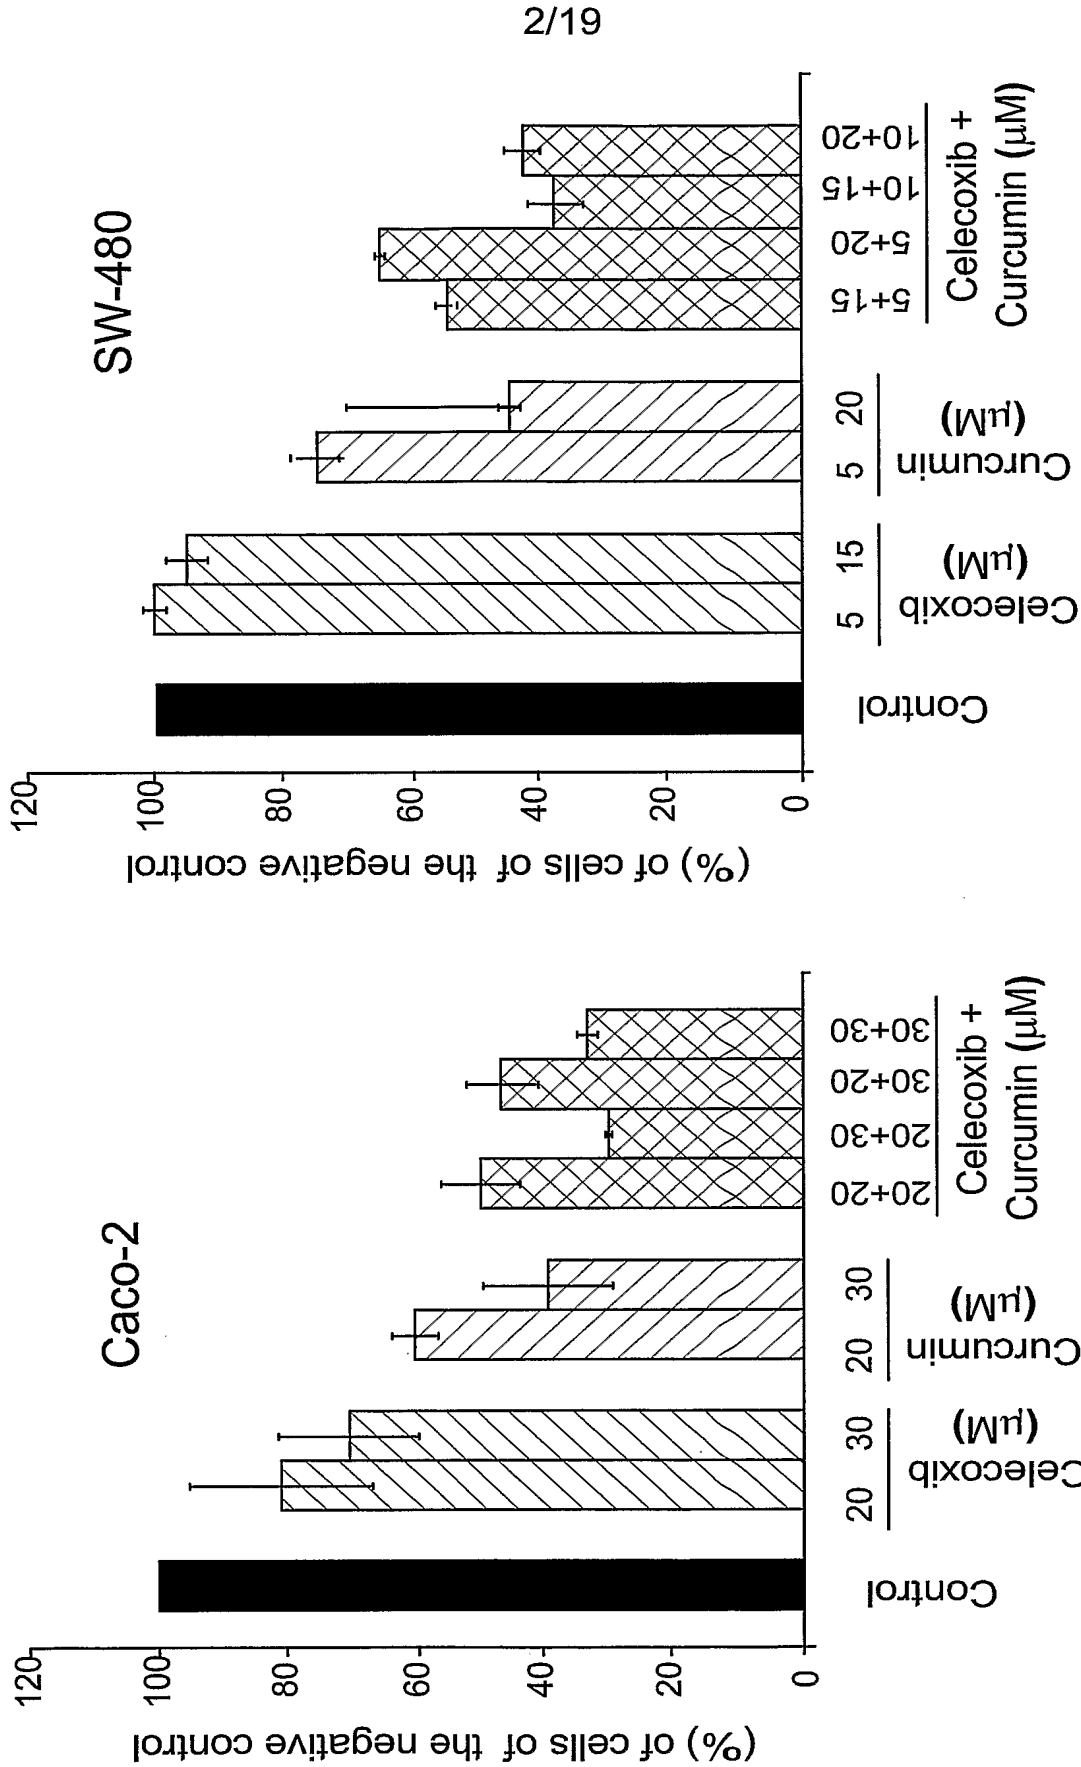 2/19
Caco-2
(%) of cells of the negative control
120
100
80
60
40
20
0
Control
20 30
Celecoxib
(µM)
20 30
Curcumin
(µM)
20+20 20+30 30+20 30+30
Celecoxib +
Curcumin (µM)
SW-480
(%) of cells of the negative control
120
100
80
60
40
20
0
Control
5 15
Celecoxib
(µM)
5 20
Curcumin
(µM)
5+15 5+20 10+15 10+20
Celecoxib +
Curcumin (µM)